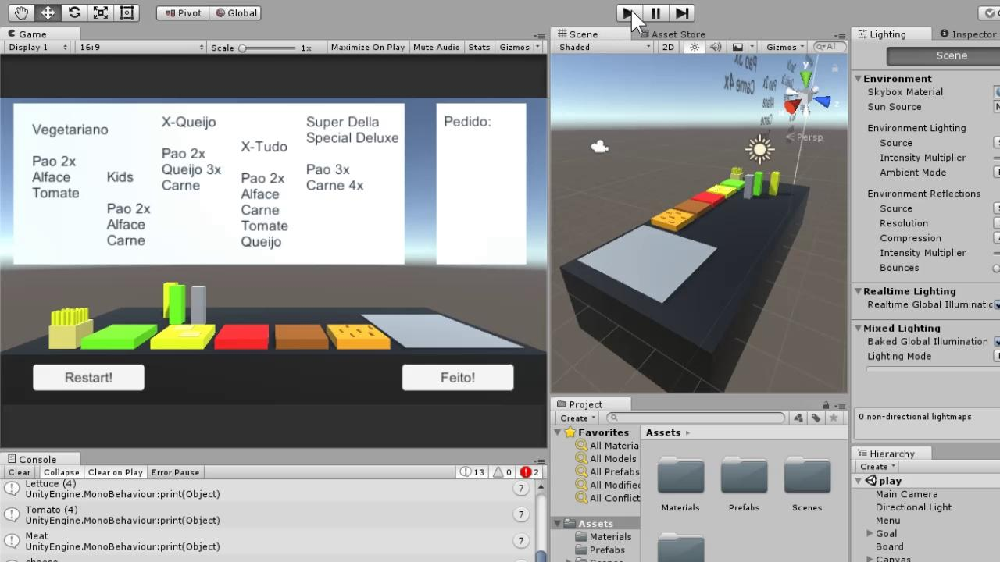 Pivot Global
Game
Display 1 16:9 Scale 1x Maximize On Play Mute Audio Stats Gizmos
Vegetariano
Pao 2x
Alface
Tomate
Kids
Pao 2x
Alface
Carne
X-Queijo
Pao 2x
Queijo 3x
Carne
X-Tudo
Pao 2x
Alface
Carne
Tomate
Queijo
Super Della
Special Deluxe
Pao 3x
Carne 4x
Pedido:
Restart!
Feito!
Scene Asset Store
Shaded 2D Gizmos All
Pao 3x
Carne 4x
y
Persp
Lighting Inspector
Scene
Environment
Skybox Material
Sun Source
Environment Lighting
Source
Intensity Multiplier
Ambient Mode
Environment Reflections
Source
Resolution
Compression
Intensity Multiplier
Bounces
Realtime Lighting
Realtime Global Illuminatic
Mixed Lighting
Baked Global Illumination
Lighting Mode
0 non-directional lightmaps
Console
Clear Collapse Clear on Play Error Pause 13 0 2
Lettuce (4)
UnityEngine.MonoBehaviour:print(Object) 7
Tomato (4)
UnityEngine.MonoBehaviour:print(Object) 7
Meat
UnityEngine.MonoBehaviour:print(Object) 7
Project
Create
Favorites
All Materia
All Models
All Prefabs
All Modified
All Conflict
Assets
Materials
Prefabs
Assets
Materials Prefabs Scenes
Hierarchy
Create
play
Main Camera
Directional Light
Menu
Goal
Board
Canvas